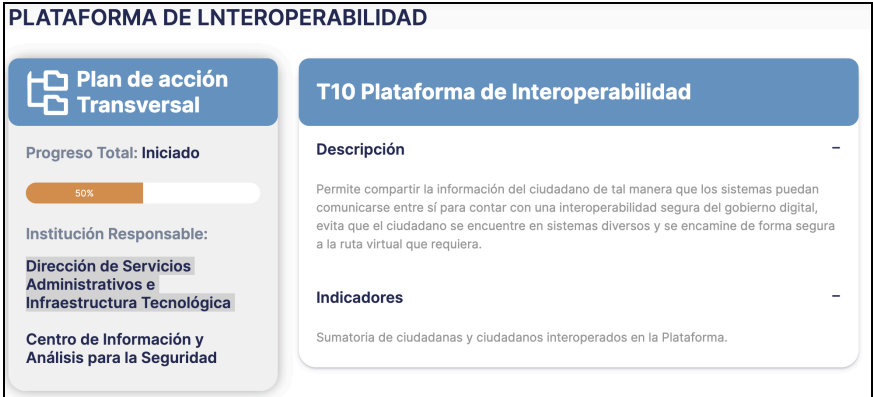 PLATAFORMA DE LNTEROPERABILIDAD
Plan de acción
Transversal
Progreso Total: Iniciado
50%
Institución Responsable:
Dirección de Servicios
Administrativos e
Infraestructura Tecnológica
Centro de Información y
Análisis para la Seguridad
T10 Plataforma de Interoperabilidad
Descripción
Permite compartir la información del ciudadano de tal manera que los sistemas puedan
comunicarse entre sí para contar con una interoperabilidad segura del gobierno digital,
evita que el ciudadano se encuentre en sistemas diversos y se encamine de forma segura
a la ruta virtual que requiera.
Indicadores
Sumatoria de ciudadanas y ciudadanos interoperados en la Plataforma.